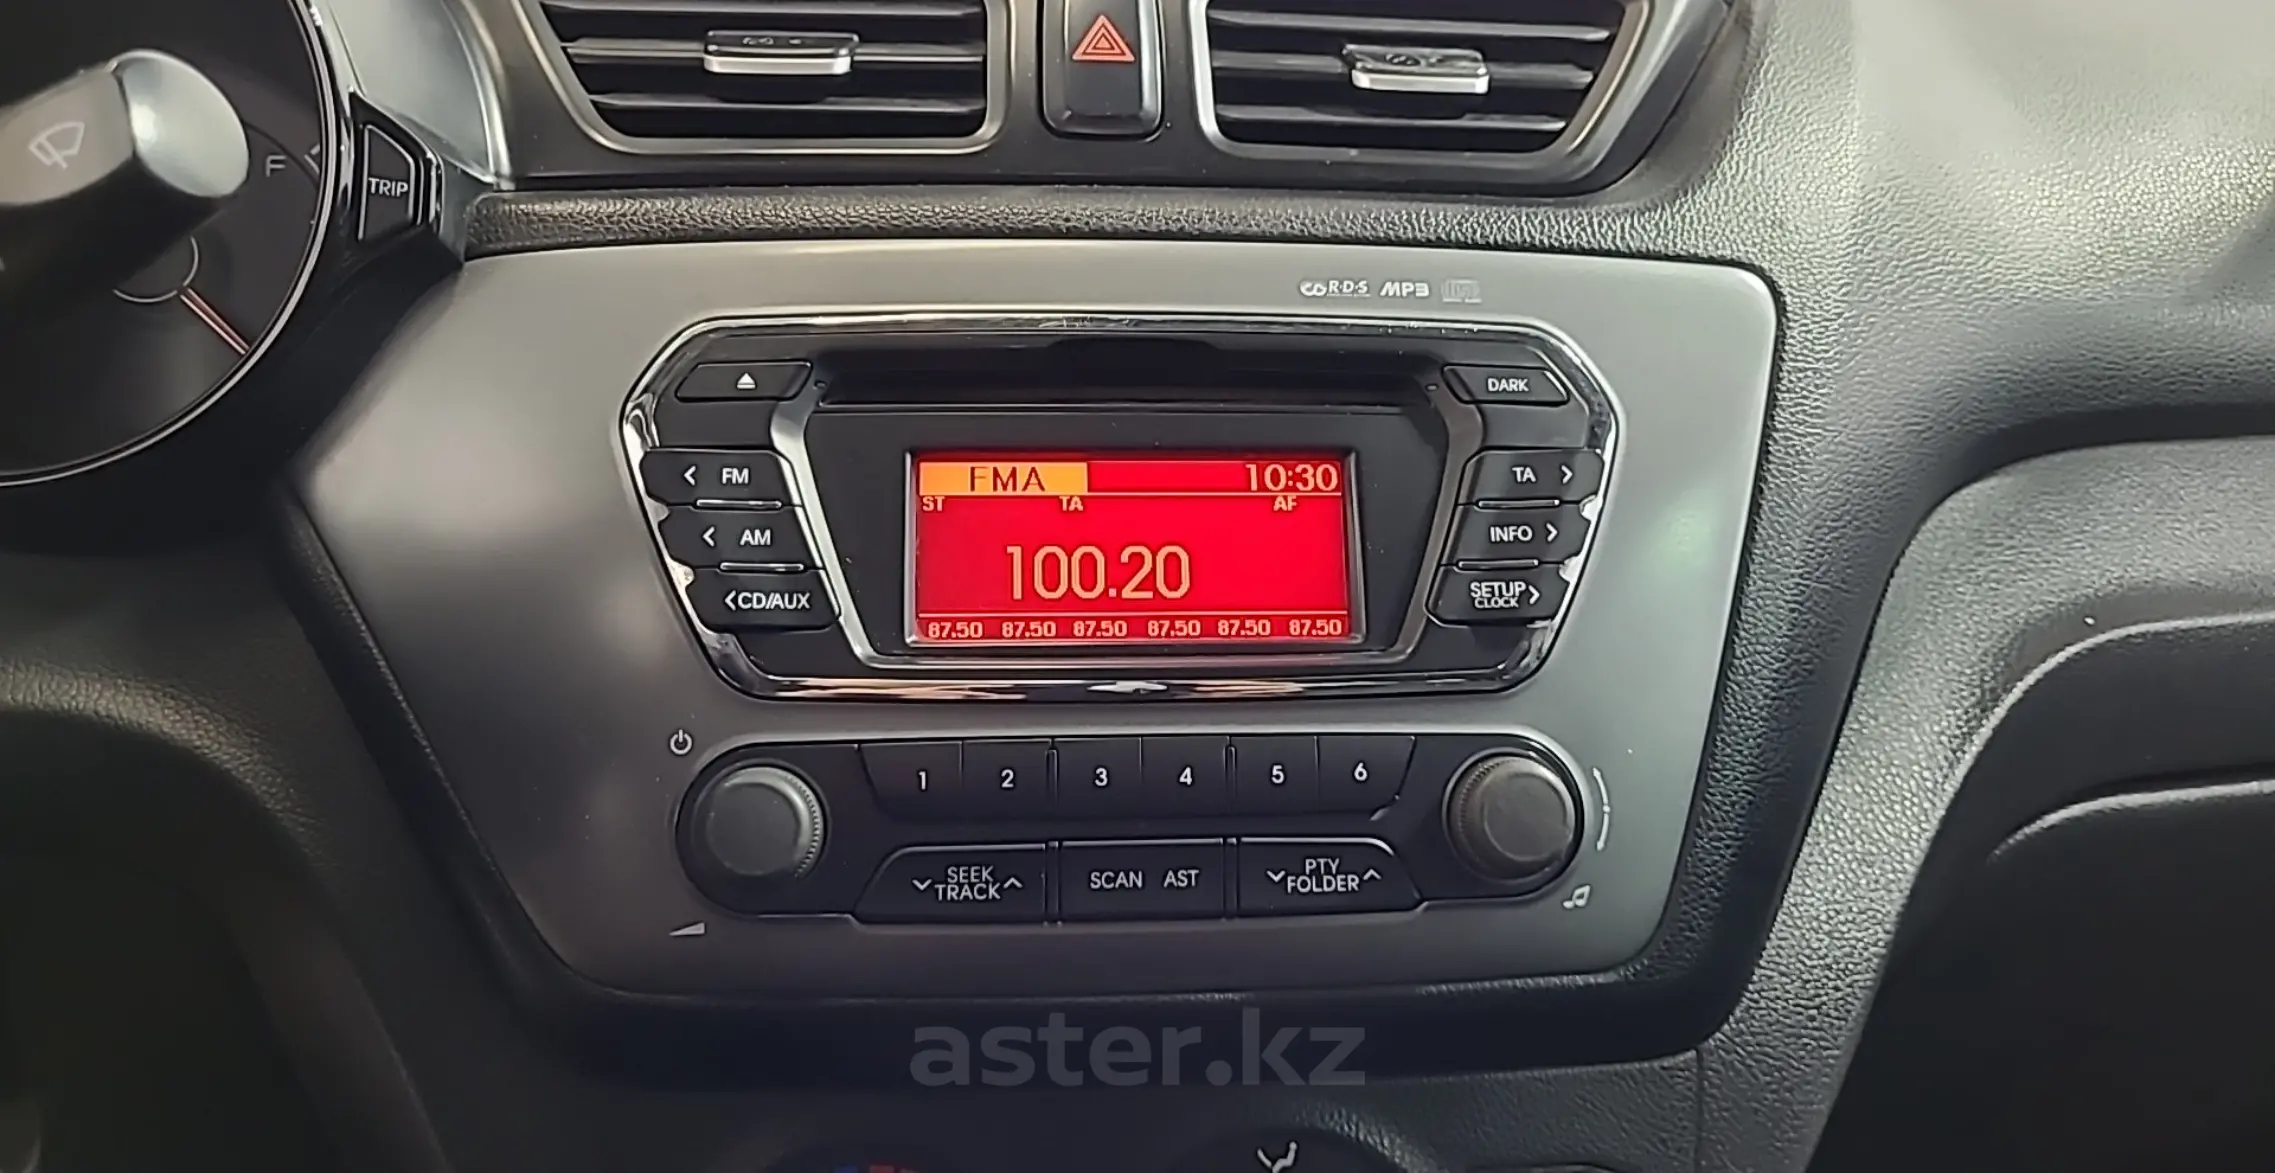 F
TRIP
R·D·S MP3
DARK
FM
AM
CD/AUX
FMA 10:30
ST TA AF
100.20
87.50 87.50 87.50 87.50 87.50 87.50
TA
INFO
SETUP
CLOCK
1 2 3 4 5 6
SEEK
TRACK
SCAN AST
PTY
FOLDER
aster.kz